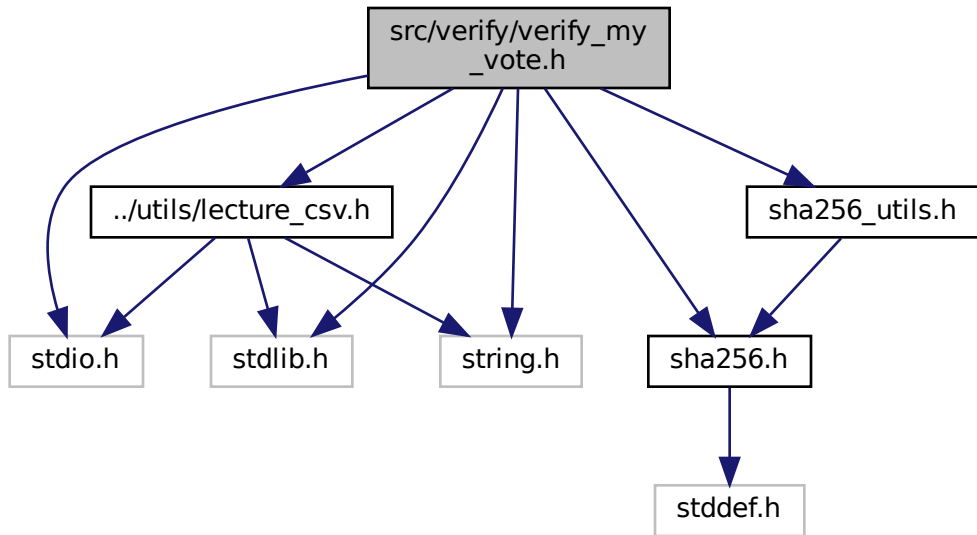 src/verify/verify_my
_vote.h
../utils/lecture_csv.h
sha256_utils.h
stdio.h
stdlib.h
string.h
sha256.h
stddef.h